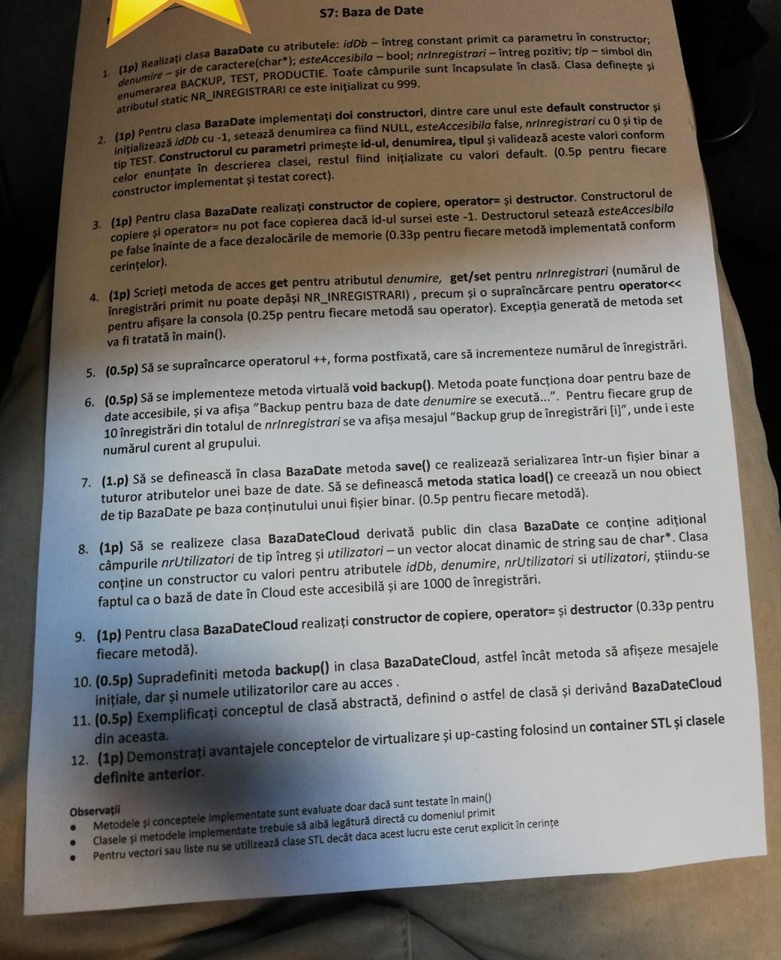 S7: Baza de Date
1. (1p) Realizați clasa BazaDate cu atributele: idDb – întreg constant primit ca parametru în constructor;
denumire – șir de caractere(char*); esteAccesibila – bool; nrInregistrari – întreg pozitiv; tip – simbol din
enumerarea BACKUP, TEST, PRODUCTIE. Toate câmpurile sunt încapsulate în clasă. Clasa definește și
atributul static NR_INREGISTRARI ce este inițializat cu 999.
2. (1p) Pentru clasa BazaDate implementați doi constructori, dintre care unul este default constructor și
inițializează idDb cu -1, setează denumirea ca fiind NULL, esteAccesibila false, nrInregistrari cu 0 și tip de
tip TEST. Constructorul cu parametri primește id-ul, denumirea, tipul și validează aceste valori conform
celor enunțate în descrierea clasei, restul fiind inițializate cu valori default. (0.5p pentru fiecare
constructor implementat și testat corect).
3. (1p) Pentru clasa BazaDate realizați constructor de copiere, operator= și destructor. Constructorul de
copiere și operator= nu pot face copierea dacă id-ul sursei este -1. Destructorul setează esteAccesibila
pe false înainte de a face dezalocările de memorie (0.33p pentru fiecare metodă implementată conform
cerințelor).
4. (1p) Scrieți metoda de acces get pentru atributul denumire, get/set pentru nrInregistrari (numărul de
înregistrări primit nu poate depăși NR_INREGISTRARI) , precum și o supraîncărcare pentru operator<<
pentru afișare la consola (0.25p pentru fiecare metodă sau operator). Excepția generată de metoda set
va fi tratată în main().
5. (0.5p) Să se supraîncarce operatorul ++, forma postfixată, care să incrementeze numărul de înregistrări.
6. (0.5p) Să se implementeze metoda virtuală void backup(). Metoda poate funcționa doar pentru baze de
date accesibile, și va afișa "Backup pentru baza de date denumire se execută...". Pentru fiecare grup de
10 înregistrări din totalul de nrInregistrari se va afișa mesajul "Backup grup de înregistrări [i]", unde i este
numărul curent al grupului.
7. (1.p) Să se definească în clasa BazaDate metoda save() ce realizează serializarea într-un fișier binar a
tuturor atributelor unei baze de date. Să se definească metoda statica load() ce creează un nou obiect
de tip BazaDate pe baza conținutului unui fișier binar. (0.5p pentru fiecare metodă).
8. (1p) Să se realizeze clasa BazaDateCloud derivată public din clasa BazaDate ce conține adițional
câmpurile nrUtilizatori de tip întreg și utilizatori – un vector alocat dinamic de string sau de char*. Clasa
conține un constructor cu valori pentru atributele idDb, denumire, nrUtilizatori si utilizatori, știindu-se
faptul ca o bază de date în Cloud este accesibilă și are 1000 de înregistrări.
9. (1p) Pentru clasa BazaDateCloud realizați constructor de copiere, operator= și destructor (0.33p pentru
fiecare metodă).
10. (0.5p) Supradefiniti metoda backup() in clasa BazaDateCloud, astfel încât metoda să afișeze mesajele
inițiale, dar și numele utilizatorilor care au acces .
11. (0.5p) Exemplificați conceptul de clasă abstractă, definind o astfel de clasă și derivând BazaDateCloud
din aceasta.
12. (1p) Demonstrați avantajele conceptelor de virtualizare și up-casting folosind un container STL și clasele
definite anterior.
Observații
• Metodele și conceptele implementate sunt evaluate doar dacă sunt testate în main()
• Clasele și metodele implementate trebuie să aibă legătură directă cu domeniul primit
• Pentru vectori sau liste nu se utilizează clase STL decât daca acest lucru este cerut explicit în cerințe